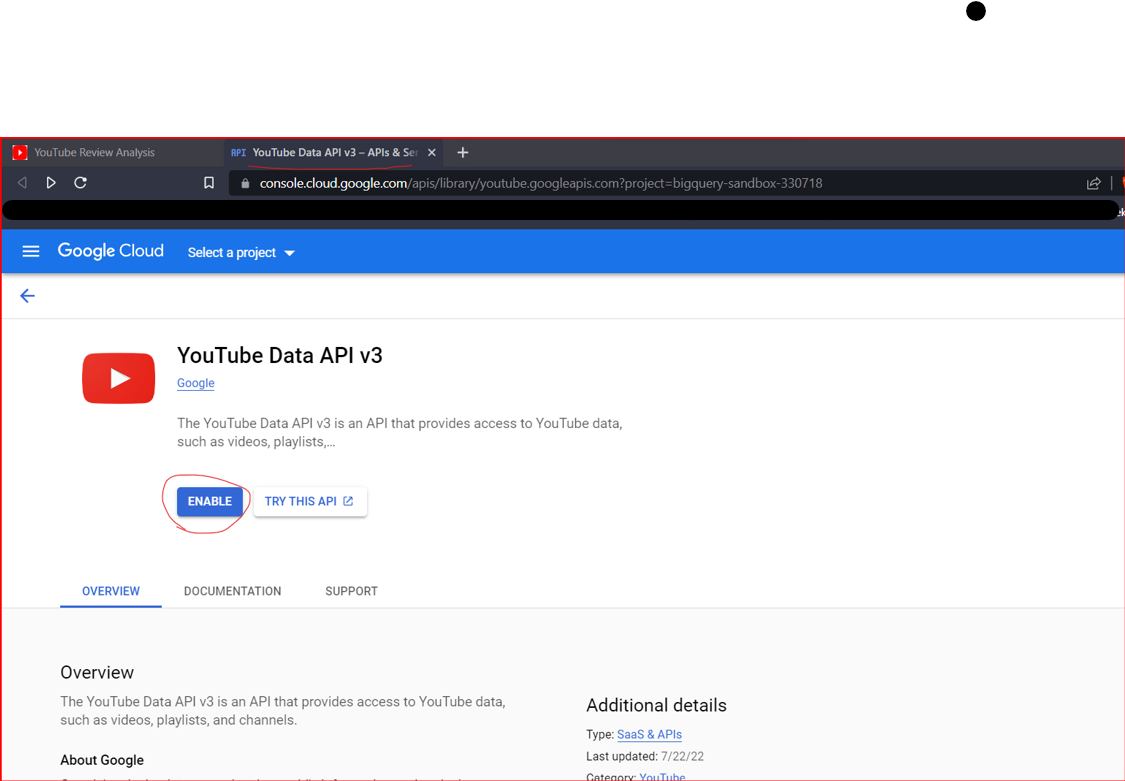 YouTube Review Analysis
API YouTube Data API v3 – APIs & Se
console.cloud.google.com/apis/library/youtube.googleapis.com?project=bigquery-sandbox-330718
Google Cloud Select a project
YouTube Data API v3
Google
The YouTube Data API v3 is an API that provides access to YouTube data,
such as videos, playlists,...
ENABLE TRY THIS API
OVERVIEW DOCUMENTATION SUPPORT
Overview
The YouTube Data API v3 is an API that provides access to YouTube data,
such as videos, playlists, and channels.
About Google
Additional details
Type: SaaS & APIs
Last updated: 7/22/22
Category: YouTube